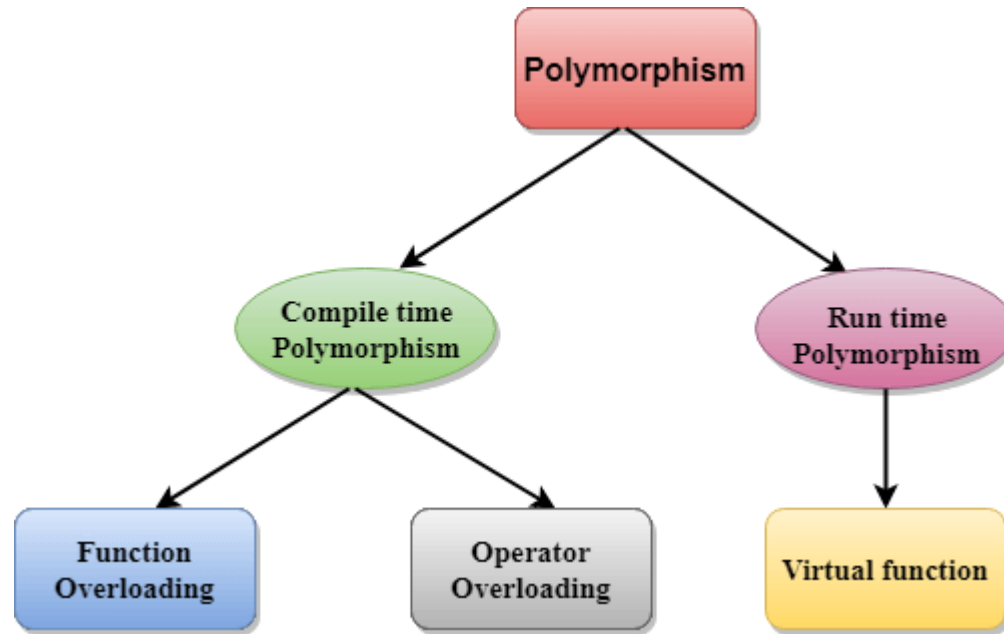 Polymorphism
Compile time
Polymorphism
Run time
Polymorphism
Function
Overloading
Operator
Overloading
Virtual function